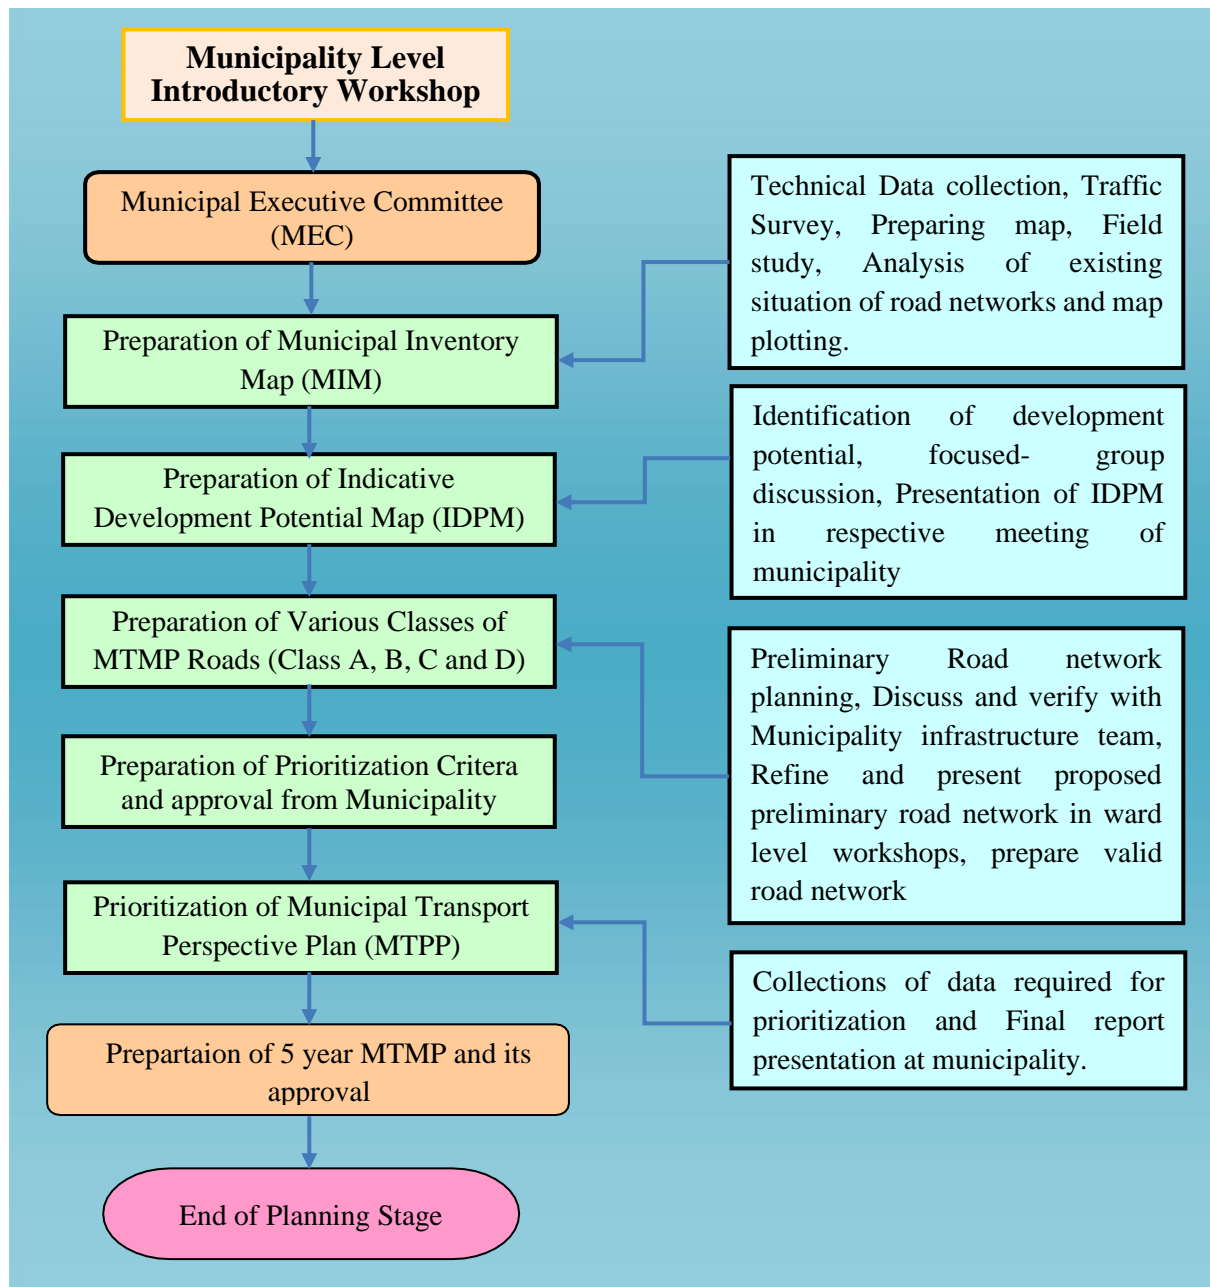 Municipality Level
Introductory Workshop
Municipal Executive Committee
(MEC)
Preparation of Municipal Inventory
Map (MIM)
Preparation of Indicative
Development Potential Map (IDPM)
Preparation of Various Classes of
MTMP Roads (Class A, B, C and D)
Preparation of Prioritization Critera
and approval from Municipality
Prioritization of Municipal Transport
Perspective Plan (MTPP)
Prepartaion of 5 year MTMP and its
approval
End of Planning Stage
Technical Data collection, Traffic
Survey, Preparing map, Field
study, Analysis of existing
situation of road networks and map
plotting.
Identification of development
potential, focused- group
discussion, Presentation of IDPM
in respective meeting of
municipality
Preliminary Road network
planning, Discuss and verify with
Municipality infrastructure team,
Refine and present proposed
preliminary road network in ward
level workshops, prepare valid
road network
Collections of data required for
prioritization and Final report
presentation at municipality.